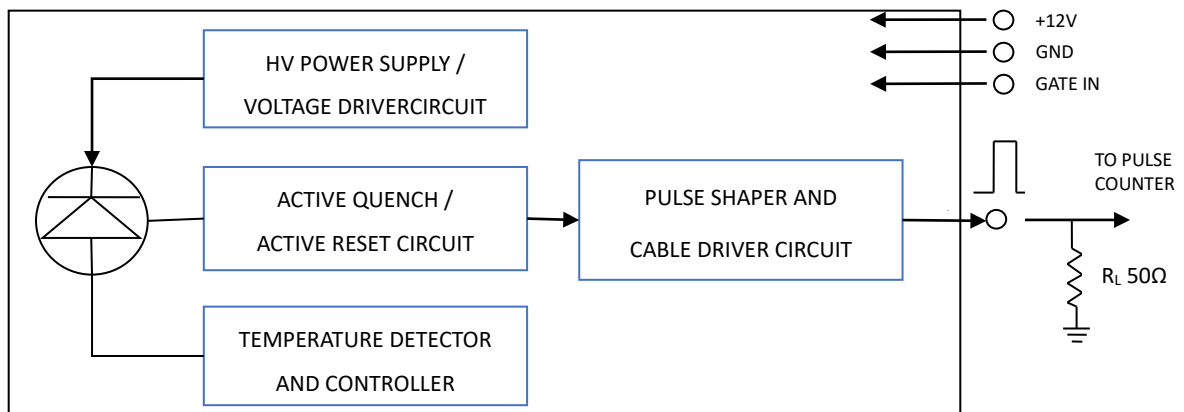 HV POWER SUPPLY /
VOLTAGE DRIVERCIRCUIT
+12V
GND
GATE IN
ACTIVE QUENCH /
ACTIVE RESET CIRCUIT
PULSE SHAPER AND
CABLE DRIVER CIRCUIT
TO PULSE
COUNTER
RL 50Ω
TEMPERATURE DETECTOR
AND CONTROLLER